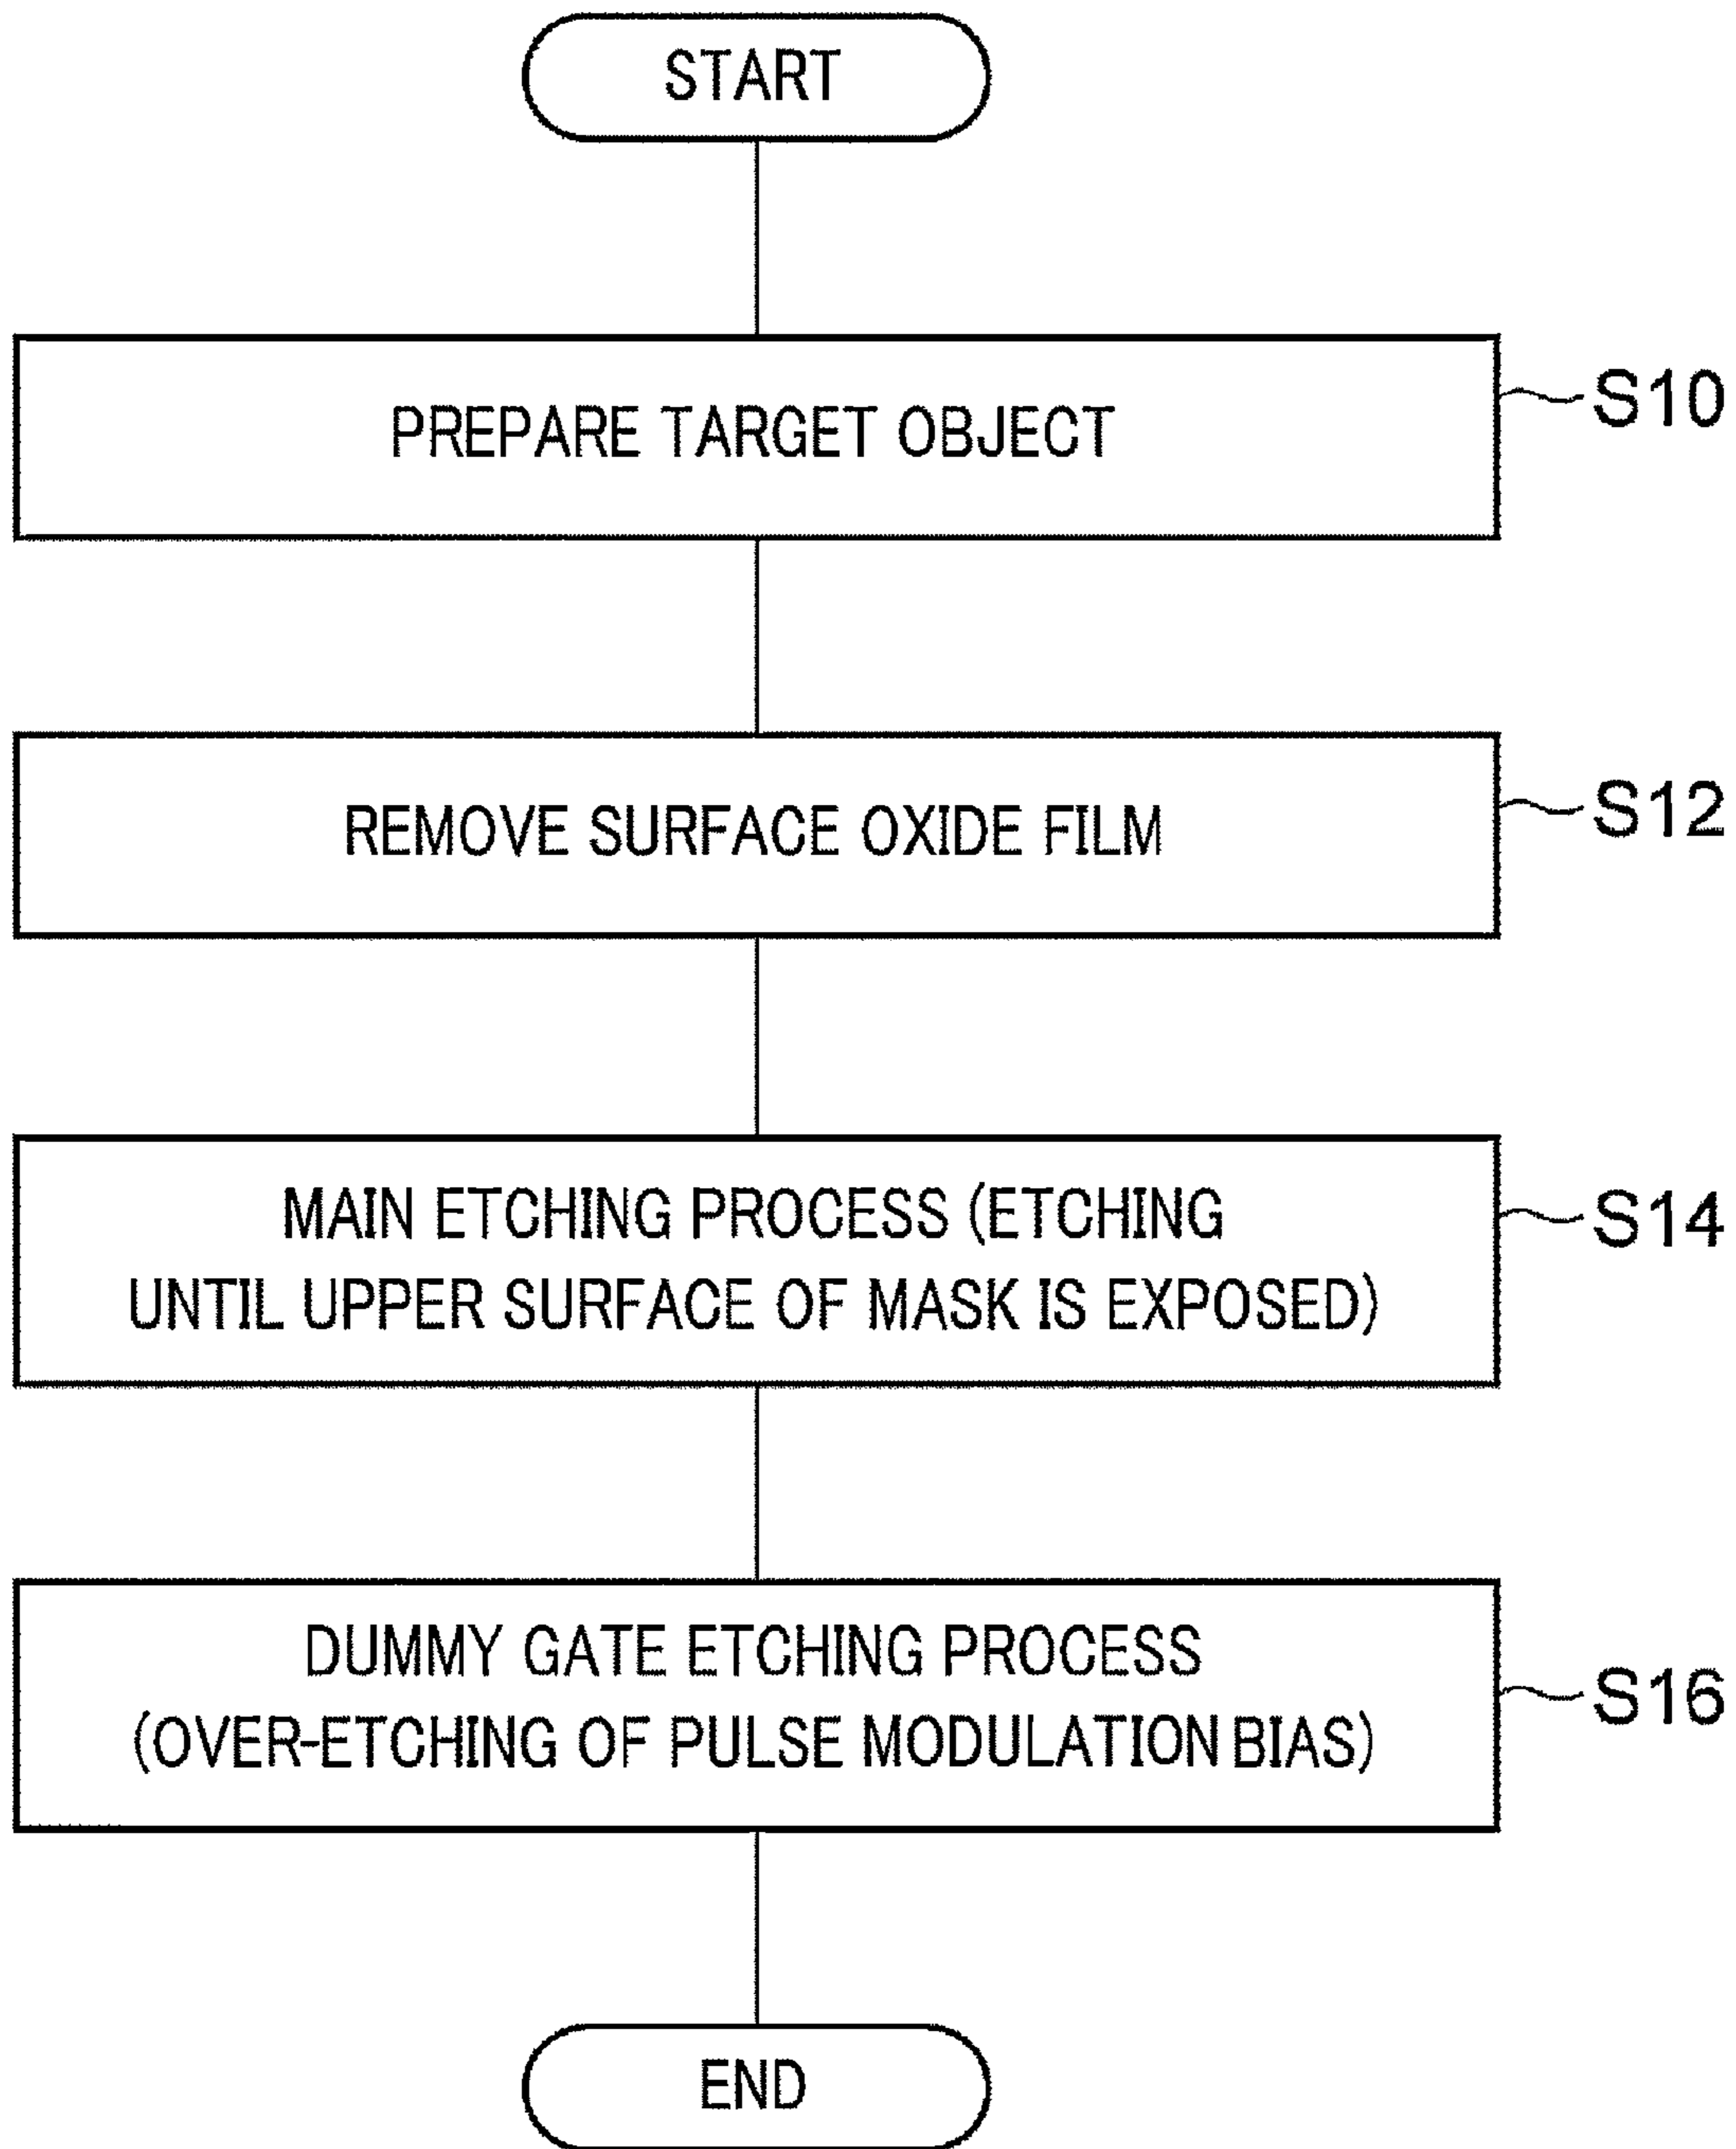 START
PREPARE TARGET OBJECT
S10
REMOVE SURFACE OXIDE FILM
S12
MAIN ETCHING PROCESS (ETCHING
UNTIL UPPER SURFACE OF MASK IS EXPOSED)
S14
DUMMY GATE ETCHING PROCESS
(OVER-ETCHING OF PULSE MODULATION BIAS)
S16
END